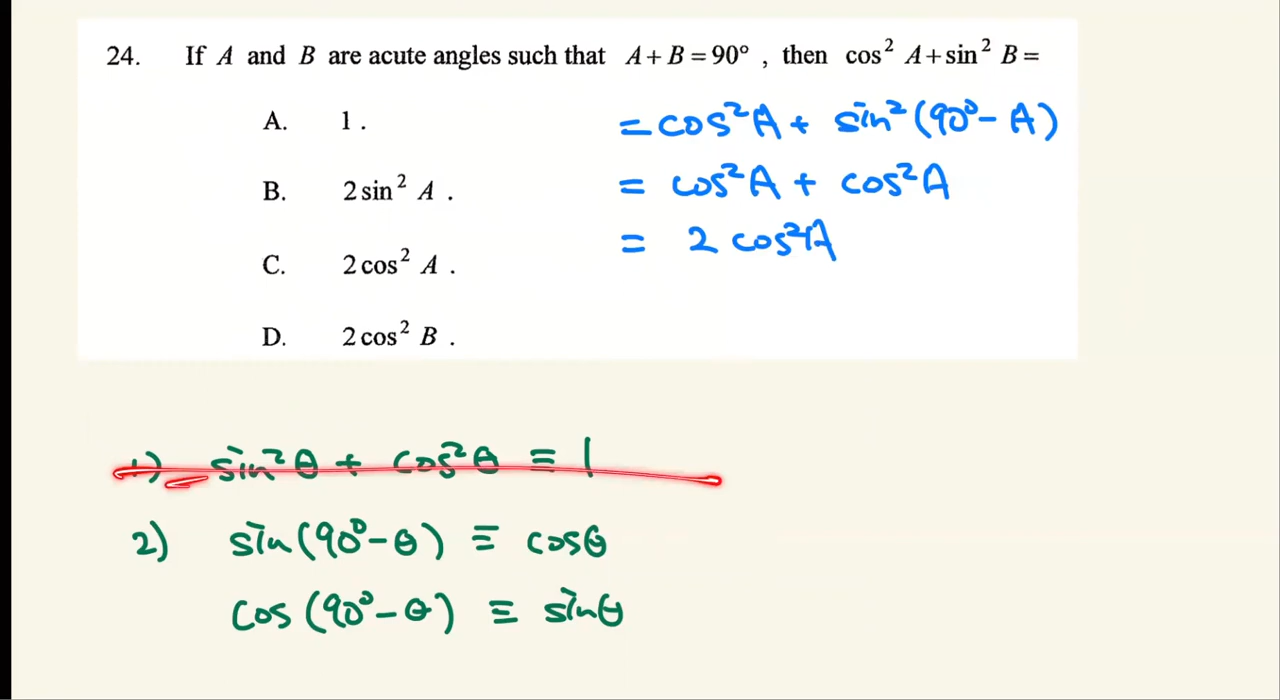 24. If A and B are acute angles such that A + B = 90° , then cos² A + sin² B =
A. 1 .
= cos²A + sin²(90° − A)
B. 2 sin² A .
= cos²A + cos²A
C. 2 cos² A .
= 2 cos²A
D. 2 cos² B .
1) sin²θ + cos²θ ≡ 1
2) sin(90° − θ) ≡ cosθ
cos(90° − θ) ≡ sinθ